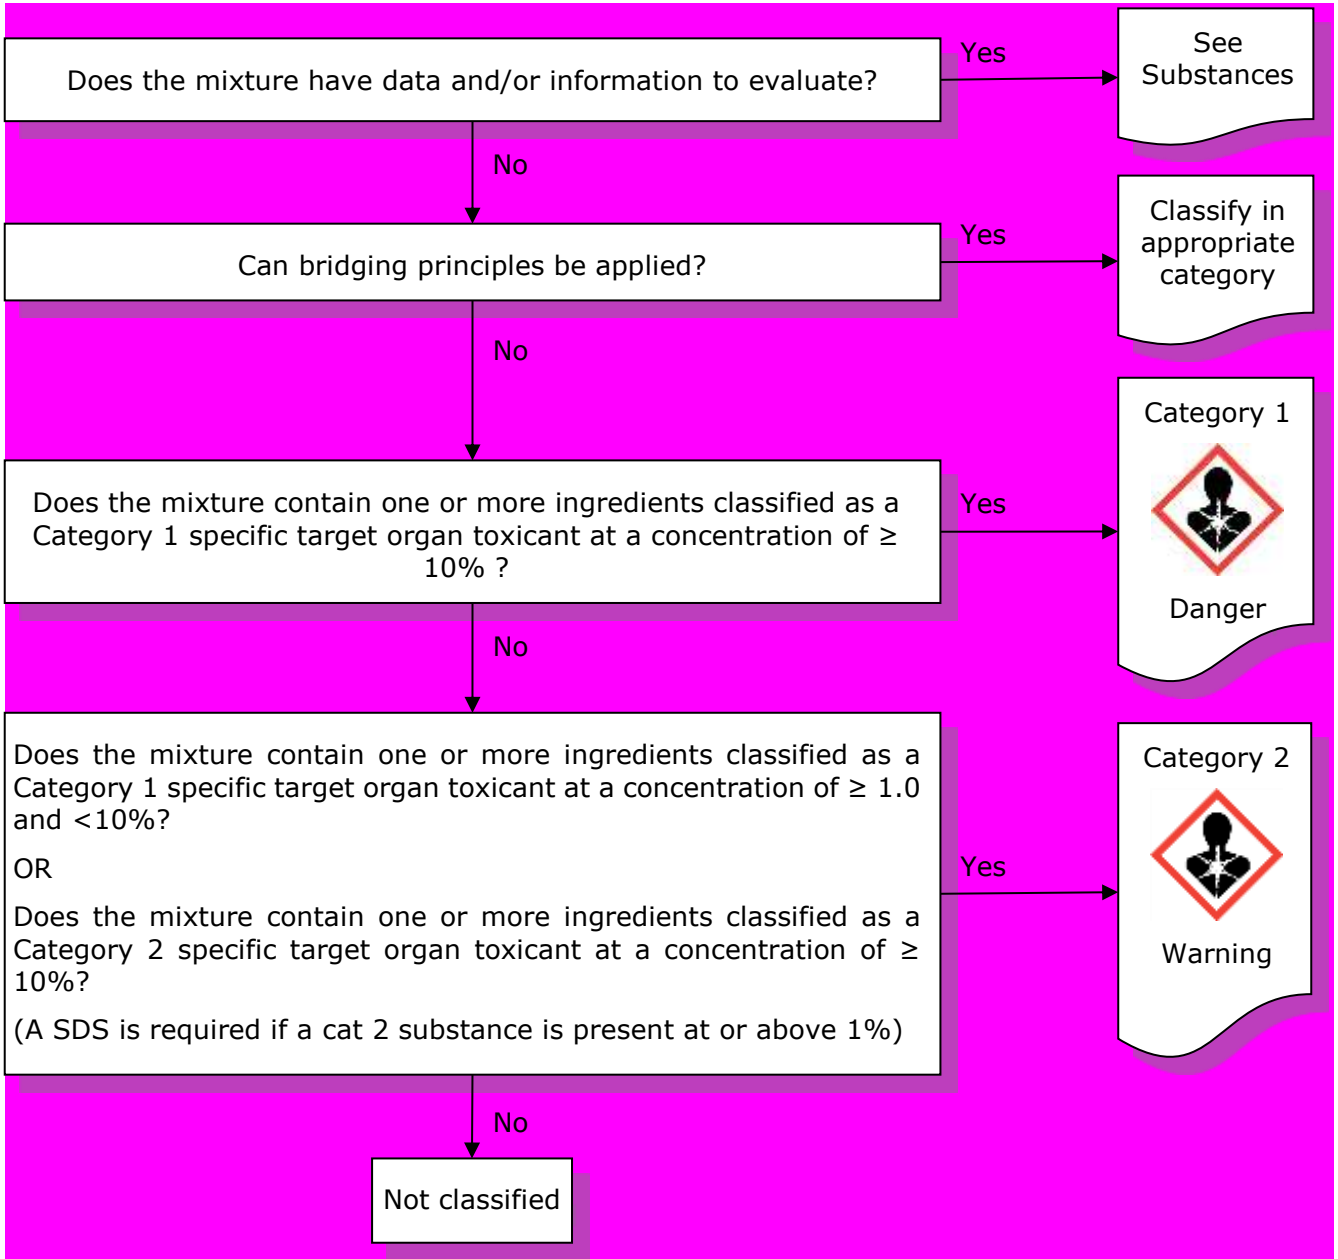 Does the mixture have data and/or information to evaluate?
Yes
See
Substances
No
Can bridging principles be applied?
Yes
Classify in
appropriate
category
No
Does the mixture contain one or more ingredients classified as a
Category 1 specific target organ toxicant at a concentration of ≥
10% ?
Yes
Category 1
Danger
No
Does the mixture contain one or more ingredients classified as a
Category 1 specific target organ toxicant at a concentration of ≥ 1.0
and <10%?
OR
Does the mixture contain one or more ingredients classified as a
Category 2 specific target organ toxicant at a concentration of ≥
10%?
(A SDS is required if a cat 2 substance is present at or above 1%)
Yes
Category 2
Warning
No
Not classified